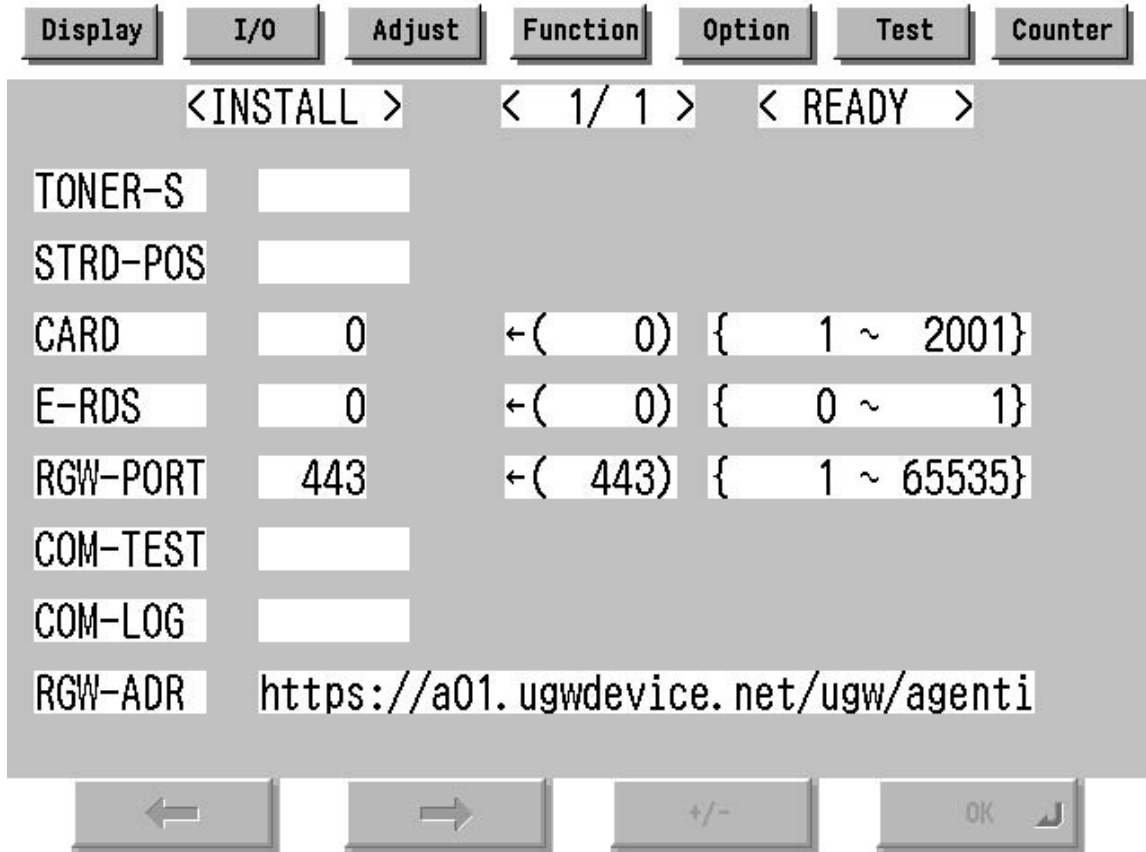 Display I/O Adjust Function Option Test Counter
<INSTALL > < 1/ 1 > < READY >
TONER-S
STRD-POS
CARD 0 ←( 0) { 1 ~ 2001}
E-RDS 0 ←( 0) { 0 ~ 1}
RGW-PORT 443 ←( 443) { 1 ~ 65535}
COM-TEST
COM-LOG
RGW-ADR https://a01.ugwdevice.net/ugw/agenti
+/- OK